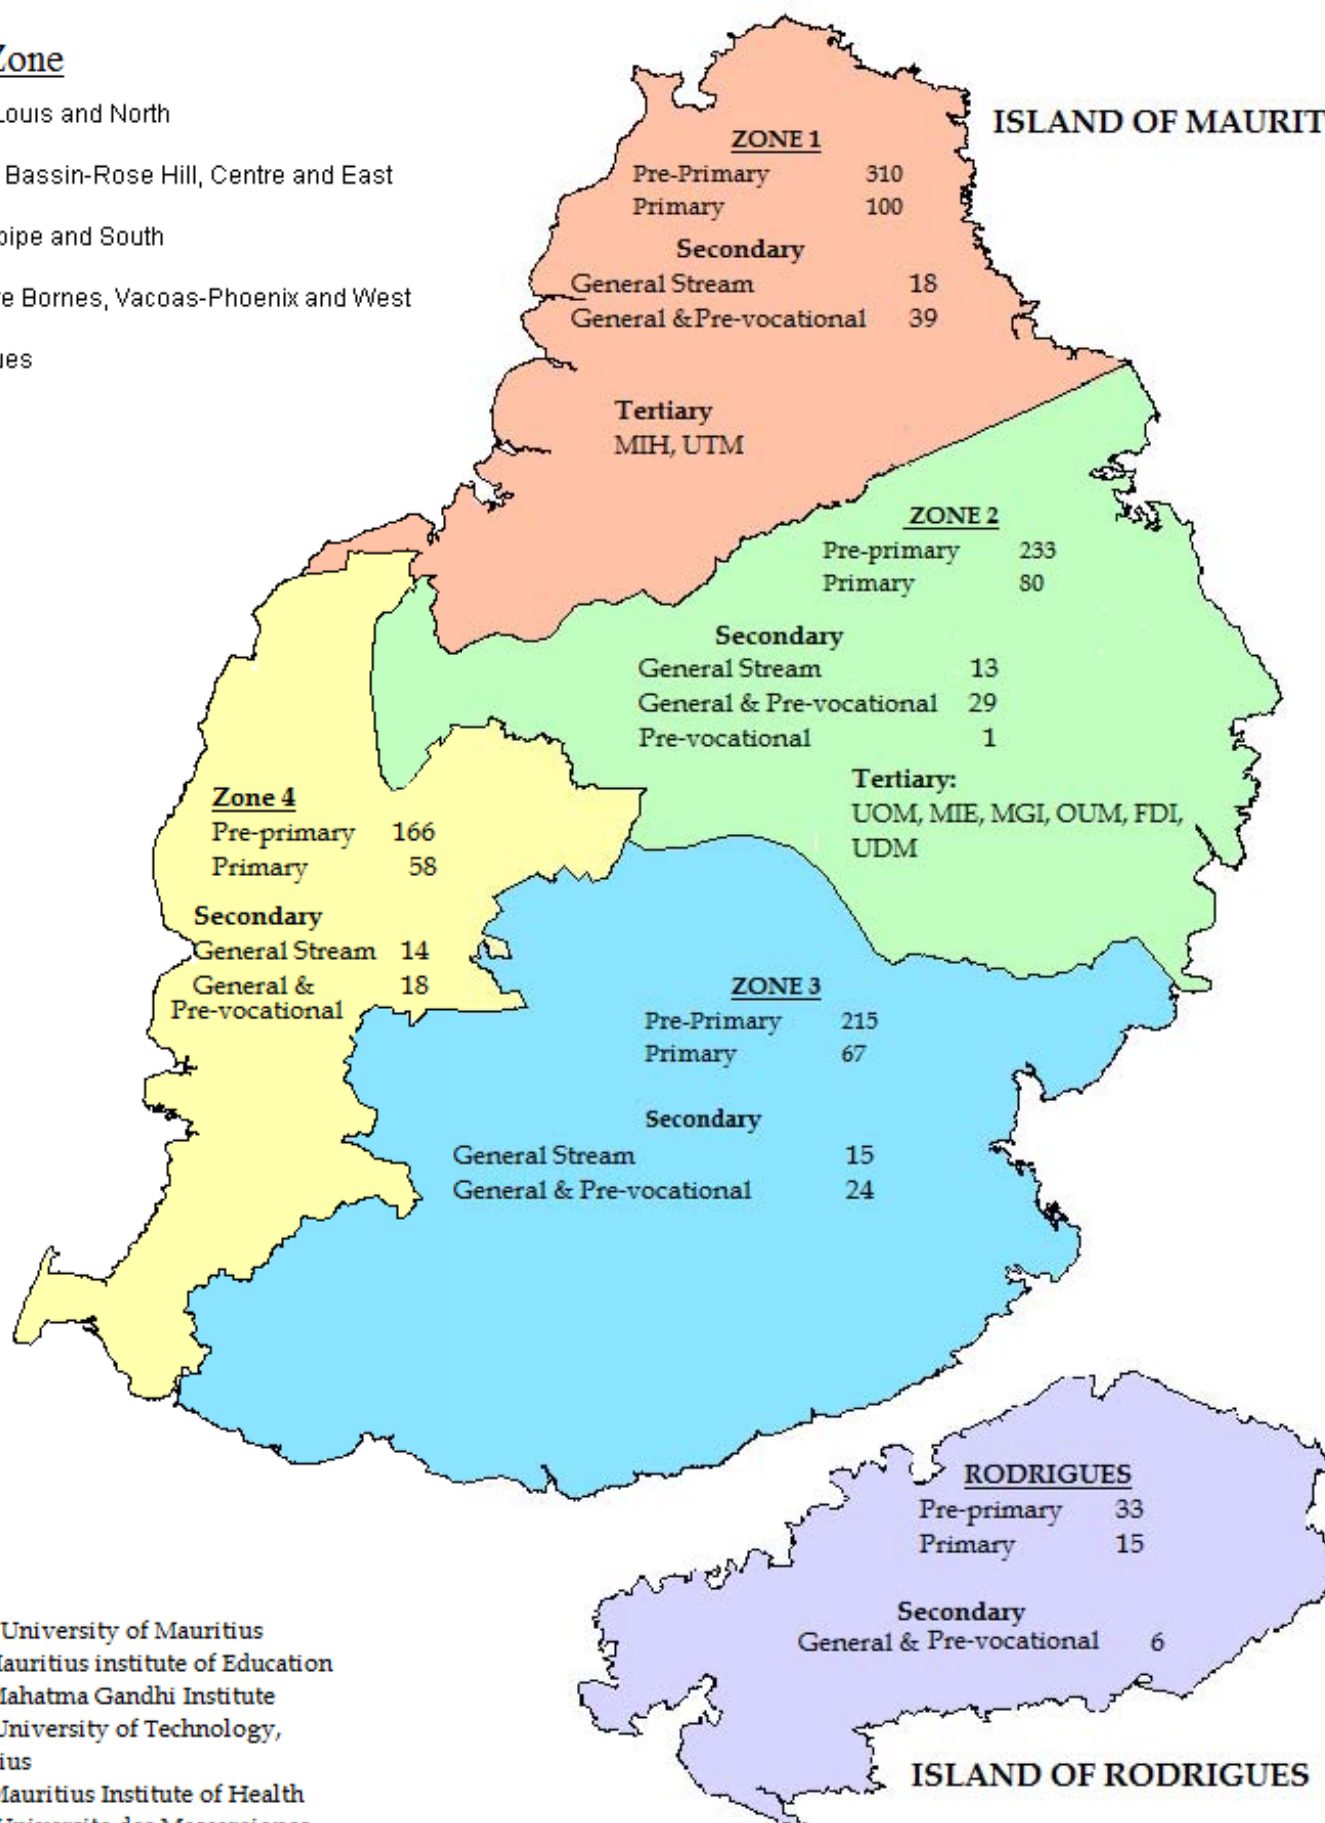 Zone
Louis and North
Bassin-Rose Hill, Centre and East
pipe and South
re Bornes, Vacoas-Phoenix and West
ues
ISLAND OF MAURIT
ZONE 1
Pre-Primary 310
Primary 100
Secondary
General Stream 18
General &Pre-vocational 39
Tertiary
MIH, UTM
ZONE 2
Pre-primary 233
Primary 80
Secondary
General Stream 13
General & Pre-vocational 29
Pre-vocational 1
Tertiary:
UOM, MIE, MGI, OUM, FDI,
UDM
Zone 4
Pre-primary 166
Primary 58
Secondary
General Stream 14
General & 18
Pre-vocational
ZONE 3
Pre-Primary 215
Primary 67
Secondary
General Stream 15
General & Pre-vocational 24
RODRIGUES
Pre-primary 33
Primary 15
Secondary
General & Pre-vocational 6
ISLAND OF RODRIGUES
University of Mauritius
Mauritius institute of Education
Mahatma Gandhi Institute
University of Technology,
ius
Mauritius Institute of Health